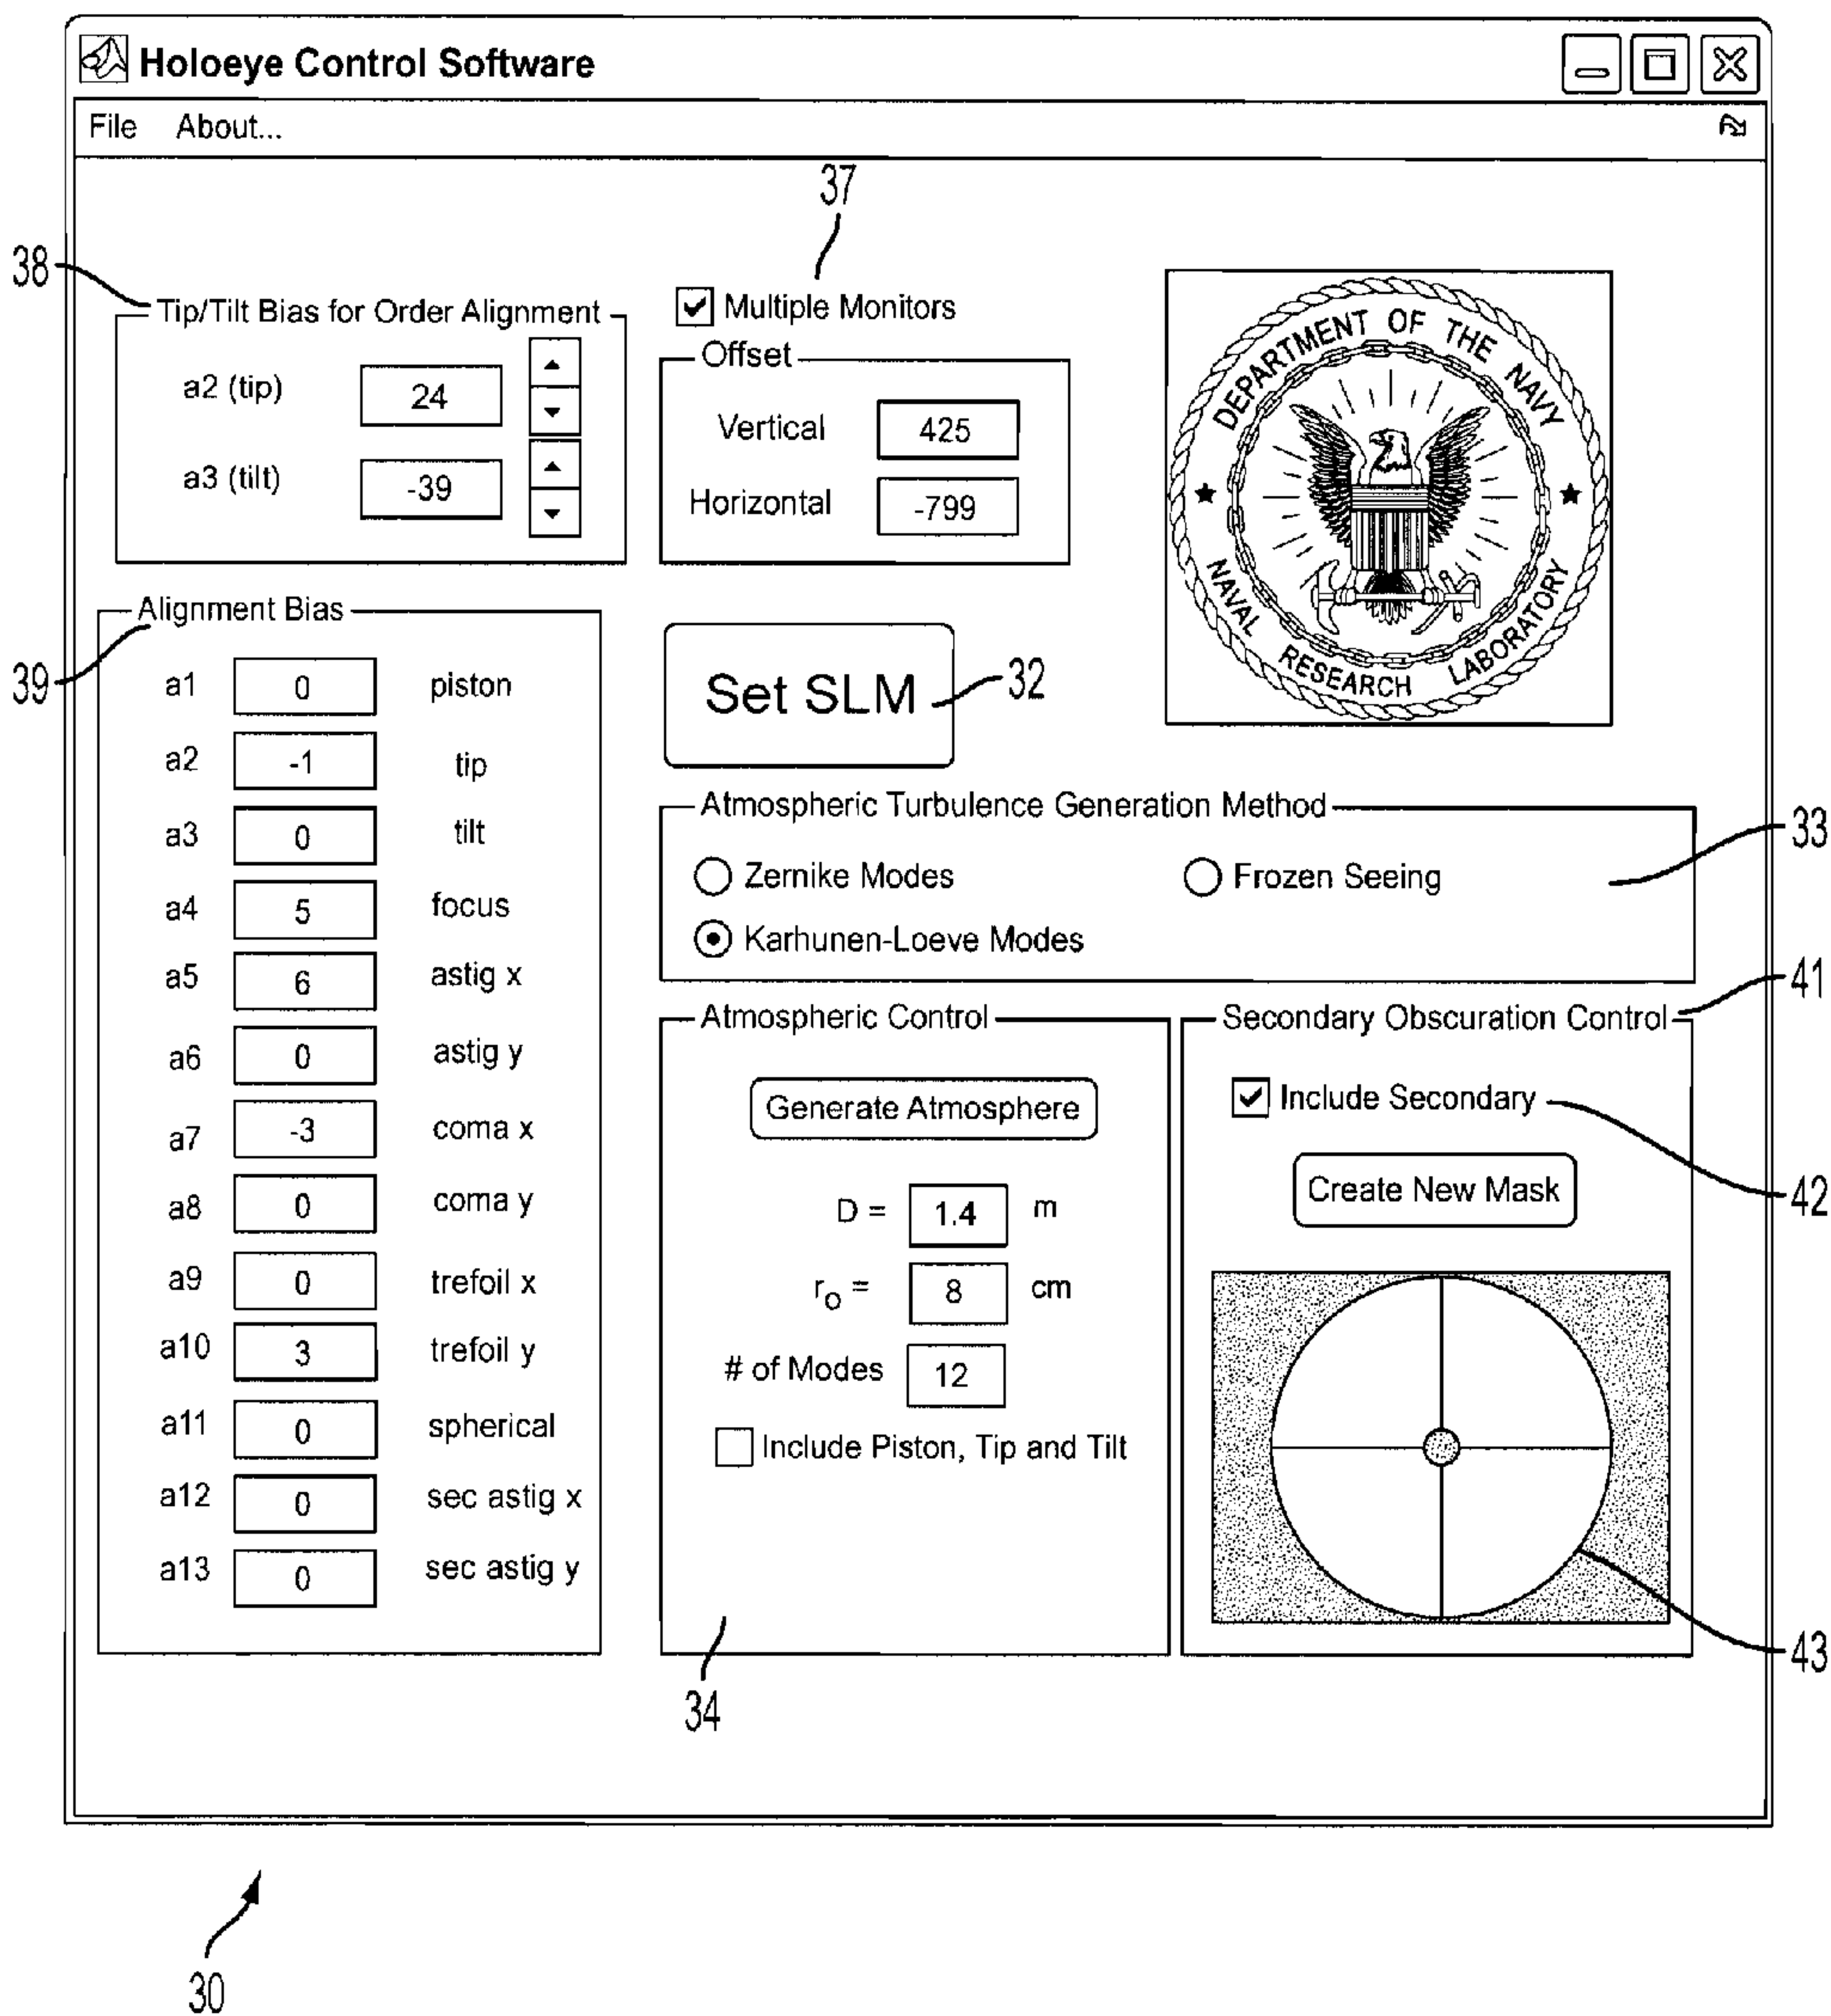 Holoeye Control Software
File About...
37
38
Tip/Tilt Bias for Order Alignment
a2 (tip) 24
a3 (tilt) -39
Multiple Monitors
Offset
Vertical 425
Horizontal -799
DEPARTMENT OF THE NAVY
NAVAL RESEARCH LABORATORY
39
Alignment Bias
a1 0 piston
a2 -1 tip
a3 0 tilt
a4 5 focus
a5 6 astig x
a6 0 astig y
a7 -3 coma x
a8 0 coma y
a9 0 trefoil x
a10 3 trefoil y
a11 0 spherical
a12 0 sec astig x
a13 0 sec astig y
Set SLM
32
Atmospheric Turbulence Generation Method
Zernike Modes Frozen Seeing
Karhunen-Loeve Modes
33
Atmospheric Control
Generate Atmosphere
D = 1.4 m
ro = 8 cm
# of Modes 12
Include Piston, Tip and Tilt
34
41
Secondary Obscuration Control
Include Secondary
42
Create New Mask
43
30